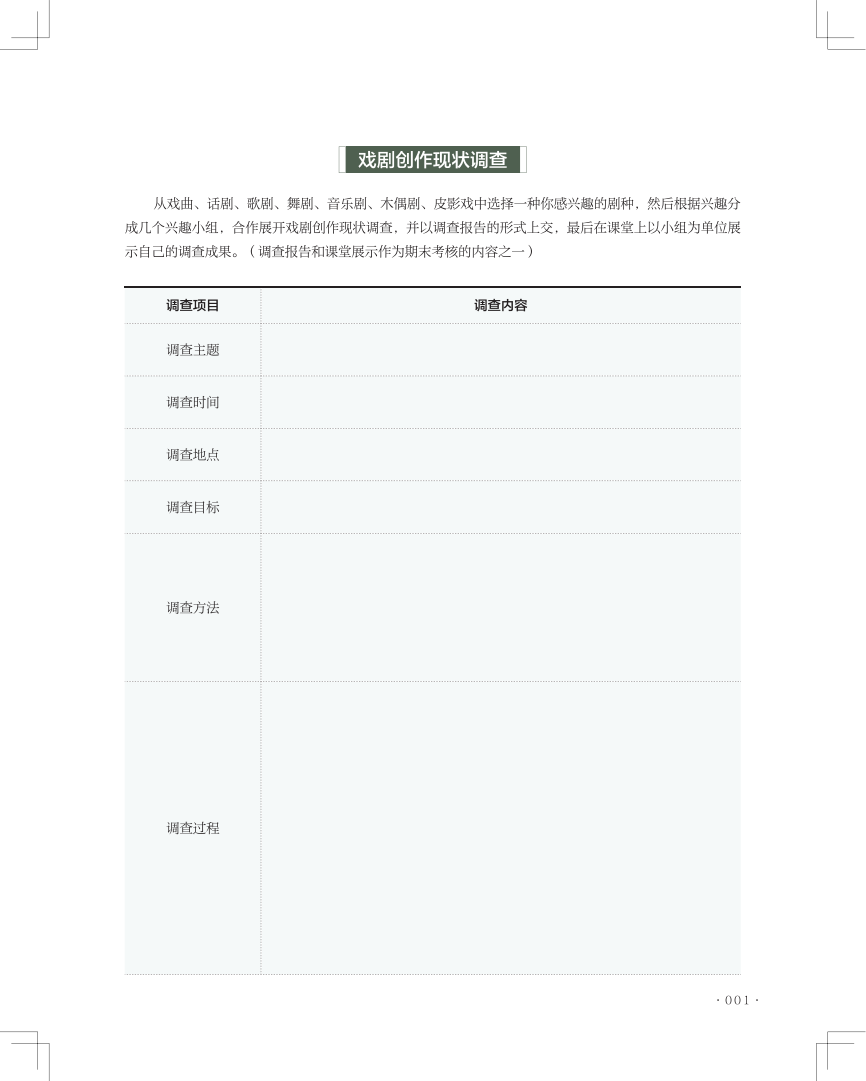 戏剧创作现状调查
从戏曲、话剧、歌剧、舞剧、音乐剧、木偶剧、皮影戏中选择一种你感兴趣的剧种，然后根据兴趣分
成几个兴趣小组，合作展开戏剧创作现状调查，并以调查报告的形式上交，最后在课堂上以小组为单位展
示自己的调查成果。（调查报告和课堂展示作为期末考核的内容之一）
调查项目 调查内容
调查主题
调查时间
调查地点
调查目标
调查方法
调查过程
·001·